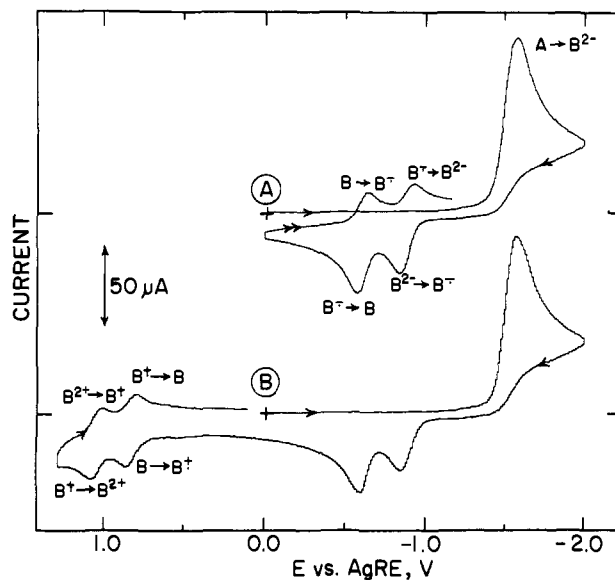 A → B²⁻
B → B⁻·
B⁻· → B²⁻
A
CURRENT
50 μA
B⁻· → B
B²⁻ → B⁻·
B
B⁺· → B
B²⁺ → B⁺·
B⁺· → B²⁺
B → B⁺·
1.0 0.0 -1.0 -2.0
E vs. AgRE, V